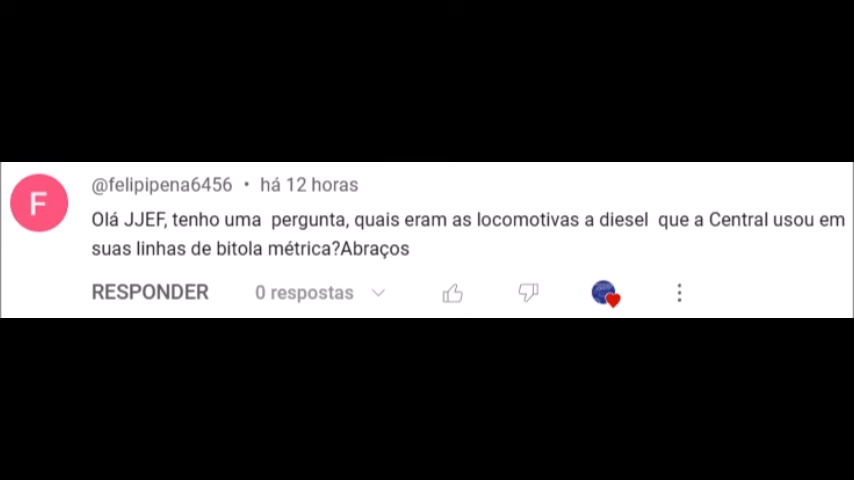 F
@felipipena6456 • há 12 horas
Olá JJEF, tenho uma  pergunta, quais eram as locomotivas a diesel  que a Central usou em
suas linhas de bitola métrica?Abraços
RESPONDER 0 respostas